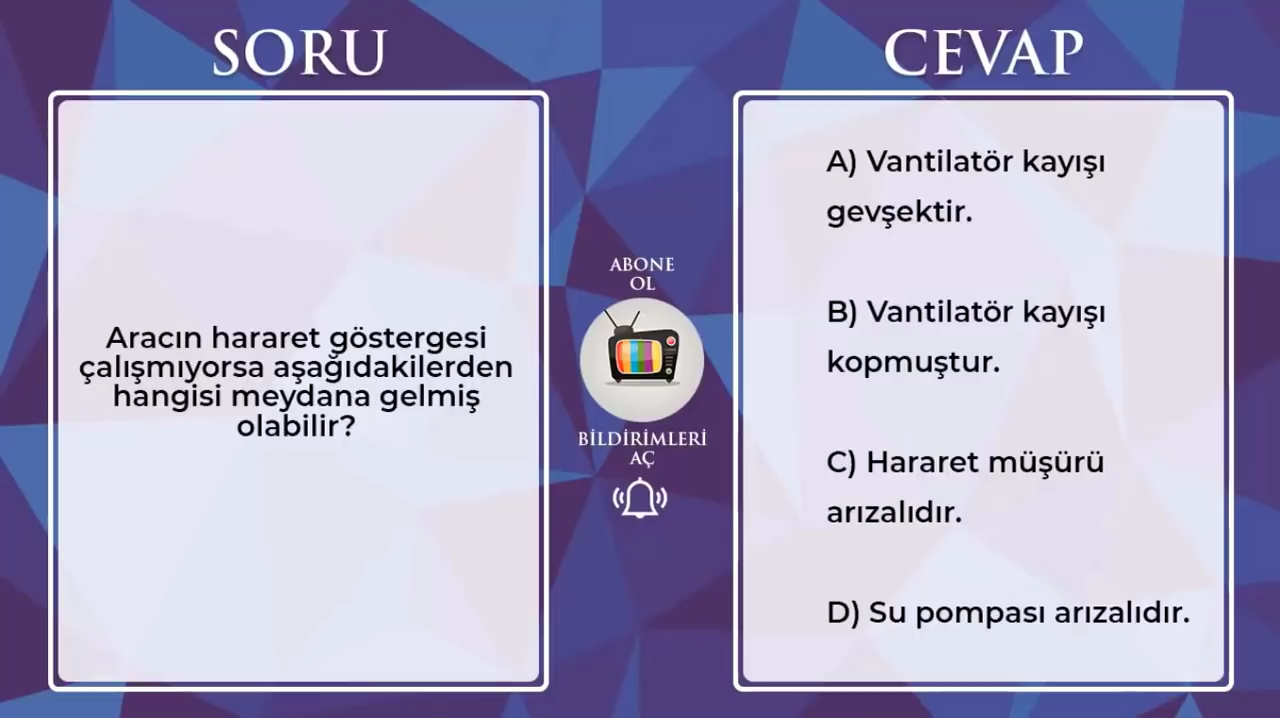 SORU
Aracın hararet göstergesi
çalışmıyorsa aşağıdakilerden
hangisi meydana gelmiş
olabilir?
ABONE
OL
BİLDİRİMLERİ
AÇ
CEVAP
A) Vantilatör kayışı
gevşektir.
B) Vantilatör kayışı
kopmuştur.
C) Hararet müşürü
arızalıdır.
D) Su pompası arızalıdır.